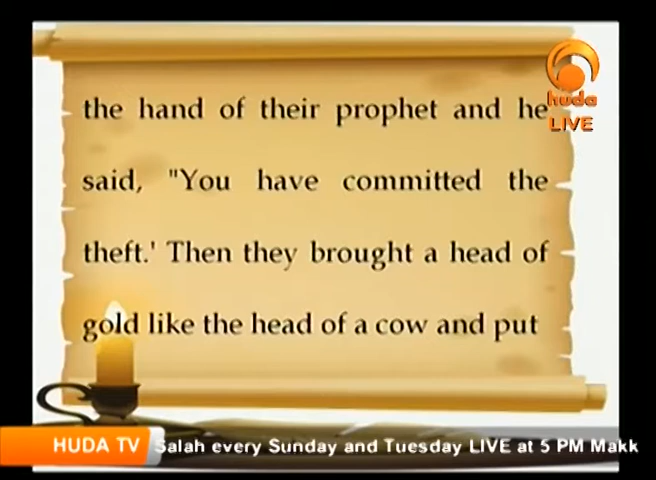 huda
LIVE
the hand of their prophet and he
said, "You have committed the
theft.' Then they brought a head of
gold like the head of a cow and put
HUDA TV Salah every Sunday and Tuesday LIVE at 5 PM Makk